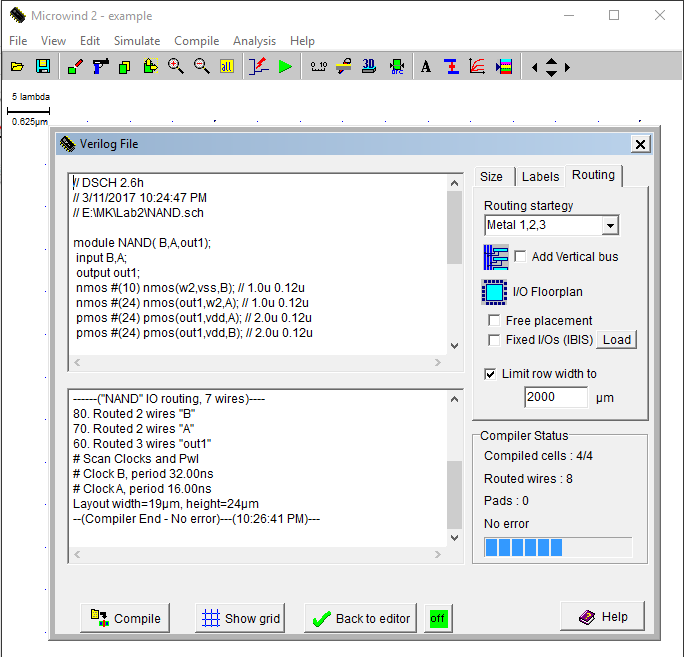 Microwind 2 - example
File View Edit Simulate Compile Analysis Help
all 0..10 3D DRC A
5 lambda
0.625µm
Verilog File
// DSCH 2.6h
// 3/11/2017 10:24:47 PM
// E:\MK\Lab2\NAND.sch
module NAND( B,A,out1);
input B,A;
output out1;
nmos #(10) nmos(w2,vss,B); // 1.0u 0.12u
nmos #(24) nmos(out1,w2,A); // 1.0u 0.12u
pmos #(24) pmos(out1,vdd,A); // 2.0u 0.12u
pmos #(24) pmos(out1,vdd,B); // 2.0u 0.12u
------("NAND" IO routing, 7 wires)----
80. Routed 2 wires "B"
70. Routed 2 wires "A"
60. Routed 3 wires "out1"
# Scan Clocks and Pwl
# Clock B, period 32.00ns
# Clock A, period 16.00ns
Layout width=19µm, height=24µm
--(Compiler End - No error)---(10:26:41 PM)---
Size Labels Routing
Routing startegy
Metal 1,2,3
Add Vertical bus
I/O Floorplan
Free placement
Fixed I/Os (IBIS) Load
Limit row width to
2000 µm
Compiler Status
Compiled cells : 4/4
Routed wires : 8
Pads : 0
No error
Compile Show grid Back to editor off Help